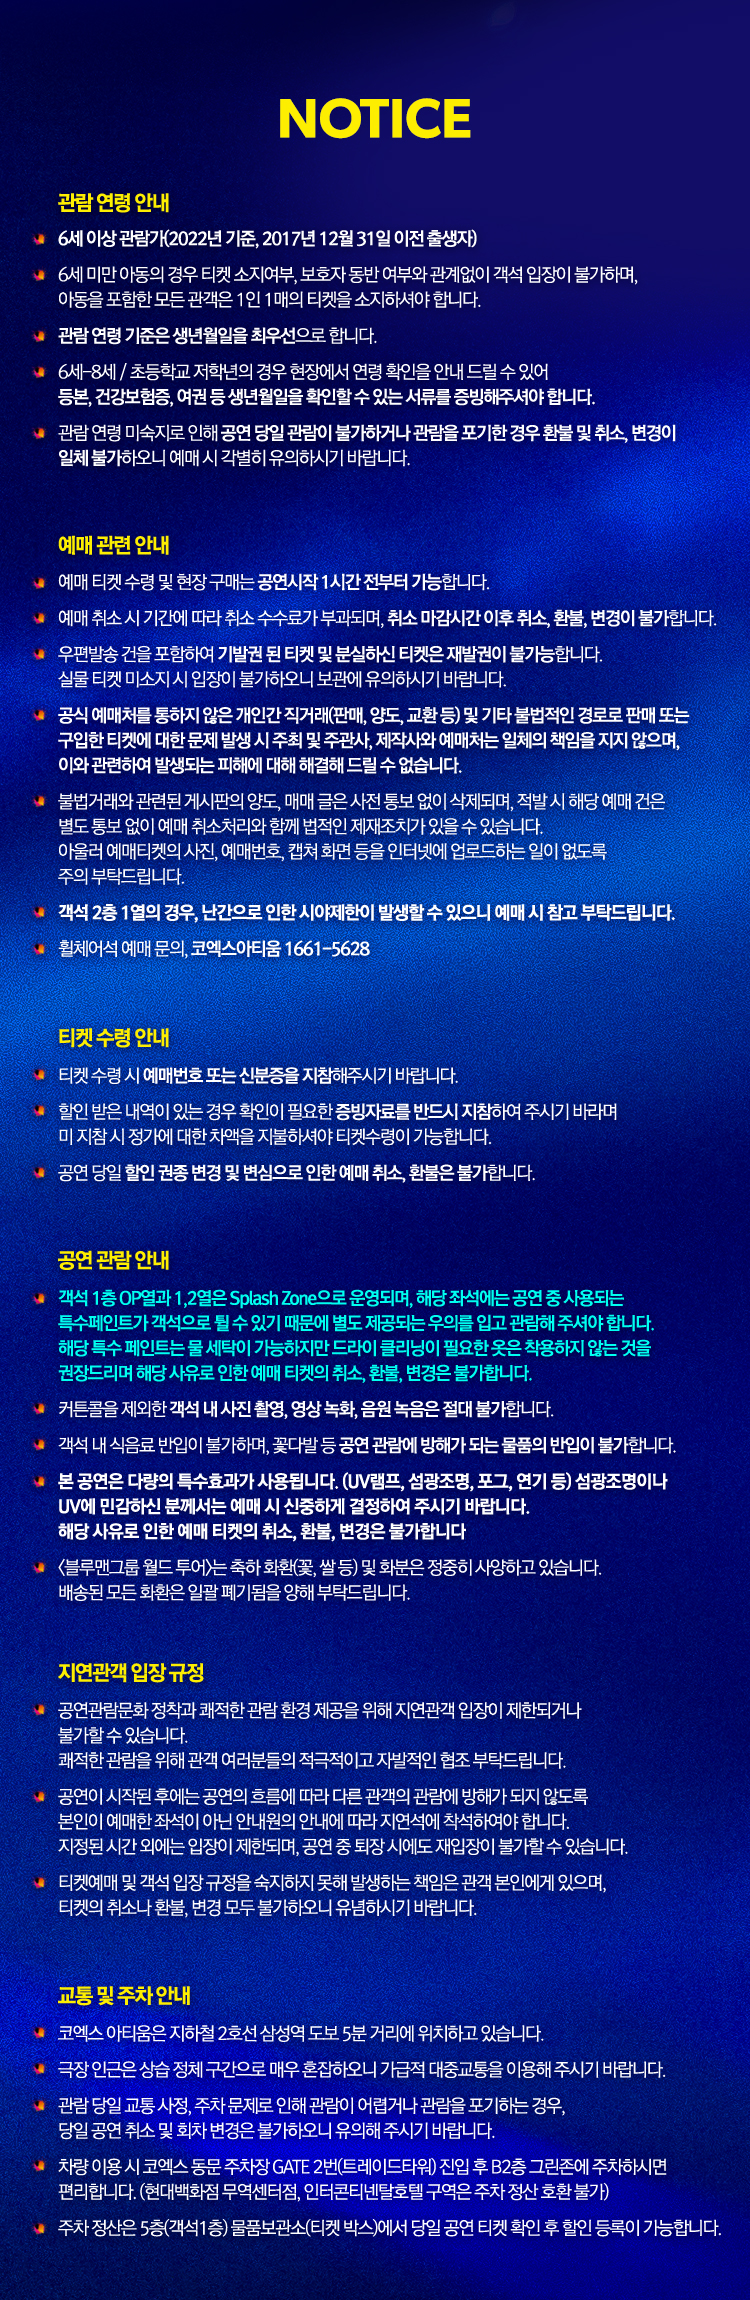 NOTICE
관람 연령 안내
6세 이상 관람가(2022년 기준, 2017년 12월 31일 이전 출생자)
6세 미만 아동의 경우 티켓 소지여부, 보호자 동반 여부와 관계없이 객석 입장이 불가하며,
아동을 포함한 모든 관객은 1인 1매의 티켓을 소지하셔야 합니다.
관람 연령 기준은 생년월일을 최우선으로 합니다.
6세-8세 / 초등학교 저학년의 경우 현장에서 연령 확인을 안내 드릴 수 있어
등본, 건강보험증, 여권 등 생년월일을 확인할 수 있는 서류를 증빙해주셔야 합니다.
관람 연령 미숙지로 인해 공연 당일 관람이 불가하거나 관람을 포기한 경우 환불 및 취소, 변경이
일체 불가하오니 예매 시 각별히 유의하시기 바랍니다.
예매 관련 안내
예매 티켓 수령 및 현장 구매는 공연시작 1시간 전부터 가능합니다.
예매 취소 시 기간에 따라 취소 수수료가 부과되며, 취소 마감시간 이후 취소, 환불, 변경이 불가합니다.
우편발송 건을 포함하여 기발권 된 티켓 및 분실하신 티켓은 재발권이 불가능합니다.
실물 티켓 미소지 시 입장이 불가하오니 보관에 유의하시기 바랍니다.
공식 예매처를 통하지 않은 개인간 직거래(판매, 양도, 교환 등) 및 기타 불법적인 경로로 판매 또는
구입한 티켓에 대한 문제 발생 시 주최 및 주관사, 제작사와 예매처는 일체의 책임을 지지 않으며,
이와 관련하여 발생되는 피해에 대해 해결해 드릴 수 없습니다.
불법거래와 관련된 게시판의 양도, 매매 글은 사전 통보 없이 삭제되며, 적발 시 해당 예매 건은
별도 통보 없이 예매 취소처리와 함께 법적인 제재조치가 있을 수 있습니다.
아울러 예매티켓의 사진, 예매번호, 캡쳐 화면 등을 인터넷에 업로드하는 일이 없도록
주의 부탁드립니다.
객석 2층 1열의 경우, 난간으로 인한 시야제한이 발생할 수 있으니 예매 시 참고 부탁드립니다.
휠체어석 예매 문의, 코엑스아티움 1661-5628
티켓 수령 안내
티켓 수령 시 예매번호 또는 신분증을 지참해주시기 바랍니다.
할인 받은 내역이 있는 경우 확인이 필요한 증빙자료를 반드시 지참하여 주시기 바라며
미 지참 시 정가에 대한 차액을 지불하셔야 티켓수령이 가능합니다.
공연 당일 할인 권종 변경 및 변심으로 인한 예매 취소, 환불은 불가합니다.
공연 관람 안내
객석 1층 OP열과 1,2열은 Splash Zone으로 운영되며, 해당 좌석에는 공연 중 사용되는
특수페인트가 객석으로 튈 수 있기 때문에 별도 제공되는 우의를 입고 관람해 주셔야 합니다.
해당 특수 페인트는 물 세탁이 가능하지만 드라이 클리닝이 필요한 옷은 착용하지 않는 것을
권장드리며 해당 사유로 인한 예매 티켓의 취소, 환불, 변경은 불가합니다.
커튼콜을 제외한 객석 내 사진 촬영, 영상 녹화, 음원 녹음은 절대 불가합니다.
객석 내 식음료 반입이 불가하며, 꽃다발 등 공연 관람에 방해가 되는 물품의 반입이 불가합니다.
본 공연은 다량의 특수효과가 사용됩니다. (UV램프, 섬광조명, 포그, 연기 등) 섬광조명이나
UV에 민감하신 분께서는 예매 시 신중하게 결정하여 주시기 바랍니다.
해당 사유로 인한 예매 티켓의 취소, 환불, 변경은 불가합니다
<블루맨그룹 월드 투어>는 축하 화환(꽃, 쌀 등) 및 화분은 정중히 사양하고 있습니다.
배송된 모든 화환은 일괄 폐기됨을 양해 부탁드립니다.
지연관객 입장 규정
공연관람문화 정착과 쾌적한 관람 환경 제공을 위해 지연관객 입장이 제한되거나
불가할 수 있습니다.
쾌적한 관람을 위해 관객 여러분들의 적극적이고 자발적인 협조 부탁드립니다.
공연이 시작된 후에는 공연의 흐름에 따라 다른 관객의 관람에 방해가 되지 않도록
본인이 예매한 좌석이 아닌 안내원의 안내에 따라 지연석에 착석하여야 합니다.
지정된 시간 외에는 입장이 제한되며, 공연 중 퇴장 시에도 재입장이 불가할 수 있습니다.
티켓예매 및 객석 입장 규정을 숙지하지 못해 발생하는 책임은 관객 본인에게 있으며,
티켓의 취소나 환불, 변경 모두 불가하오니 유념하시기 바랍니다.
교통 및 주차 안내
코엑스 아티움은 지하철 2호선 삼성역 도보 5분 거리에 위치하고 있습니다.
극장 인근은 상습 정체 구간으로 매우 혼잡하오니 가급적 대중교통을 이용해 주시기 바랍니다.
관람 당일 교통 사정, 주차 문제로 인해 관람이 어렵거나 관람을 포기하는 경우,
당일 공연 취소 및 회차 변경은 불가하오니 유의해 주시기 바랍니다.
차량 이용 시 코엑스 동문 주차장 GATE 2번(트레이드타워) 진입 후 B2층 그린존에 주차하시면
편리합니다. (현대백화점 무역센터점, 인터콘티넨탈호텔 구역은 주차 정산 호환 불가)
주차 정산은 5층(객석1층) 물품보관소(티켓 박스)에서 당일 공연 티켓 확인 후 할인 등록이 가능합니다.